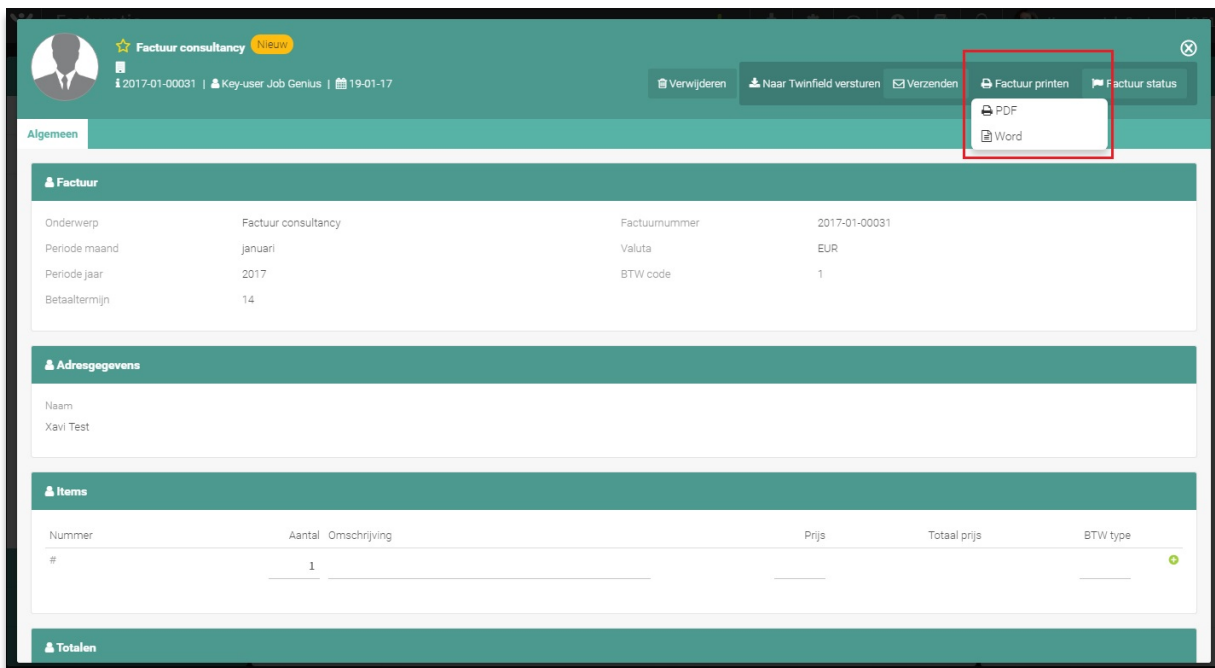 Factuur consultancy Nieuw
2017-01-00031 | Key-user Job Genius | 19-01-17
Verwijderen Naar Twinfield versturen Verzenden Factuur printen Factuur status
PDF
Word
Algemeen
Factuur
Onderwerp Factuur consultancy Factuurnummer 2017-01-00031
Periode maand januari Valuta EUR
Periode jaar 2017 BTW code 1
Betaaltermijn 14
Adresgegevens
Naam
Xavi Test
Items
Nummer Aantal Omschrijving Prijs Totaal prijs BTW type
# 1
Totalen